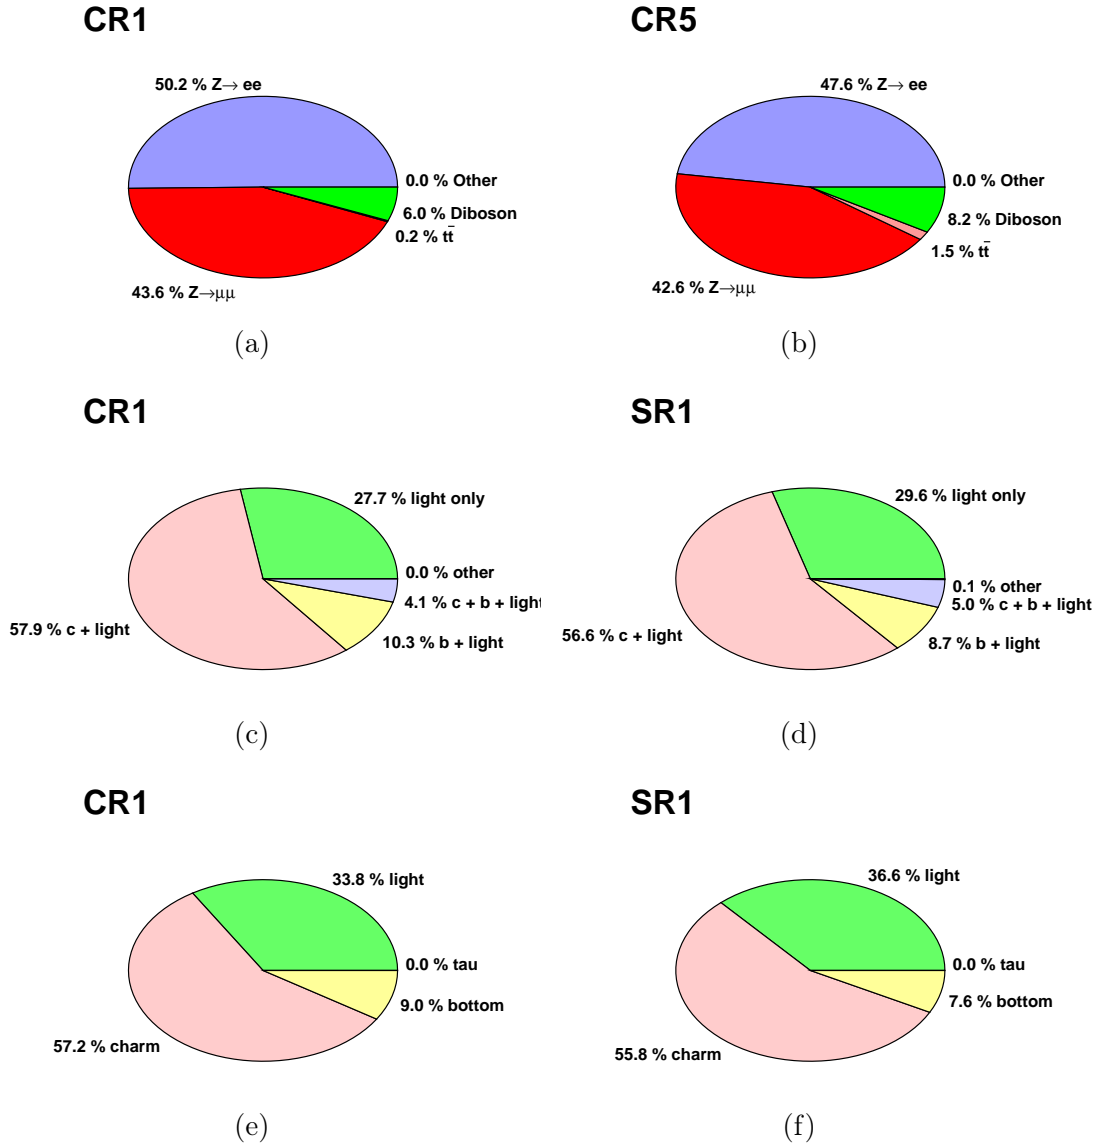 CR1
50.2 % Z→ ee
0.0 % Other
6.0 % Diboson
0.2 % tt̄
43.6 % Z→μμ
(a)
CR5
47.6 % Z→ ee
0.0 % Other
8.2 % Diboson
1.5 % tt̄
42.6 % Z→μμ
(b)
CR1
27.7 % light only
0.0 % other
4.1 % c + b + light
10.3 % b + light
57.9 % c + light
(c)
SR1
29.6 % light only
0.1 % other
5.0 % c + b + light
8.7 % b + light
56.6 % c + light
(d)
CR1
33.8 % light
0.0 % tau
9.0 % bottom
57.2 % charm
(e)
SR1
36.6 % light
0.0 % tau
7.6 % bottom
55.8 % charm
(f)